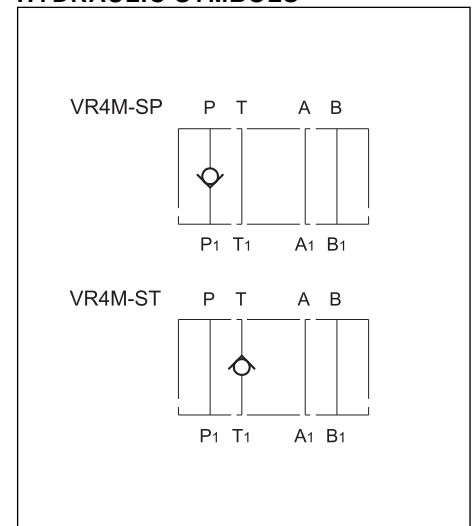 HYDRAULIC SYMBOLS
VR4M-SP P T A B
P1 T1 A1 B1
VR4M-ST P T A B
P1 T1 A1 B1